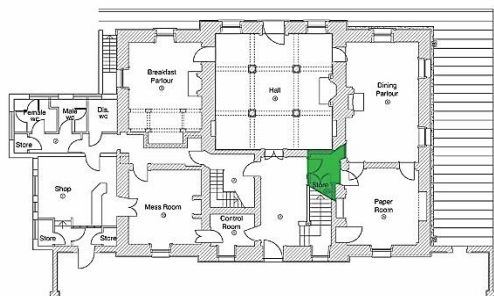 Breakfast
Parlour
Hall
Dining
Parlour
Female
WC
Male
WC
Dis.
WC
Store
Shop
Mess Room
Store
Paper
Room
Control
Room
Store
Store